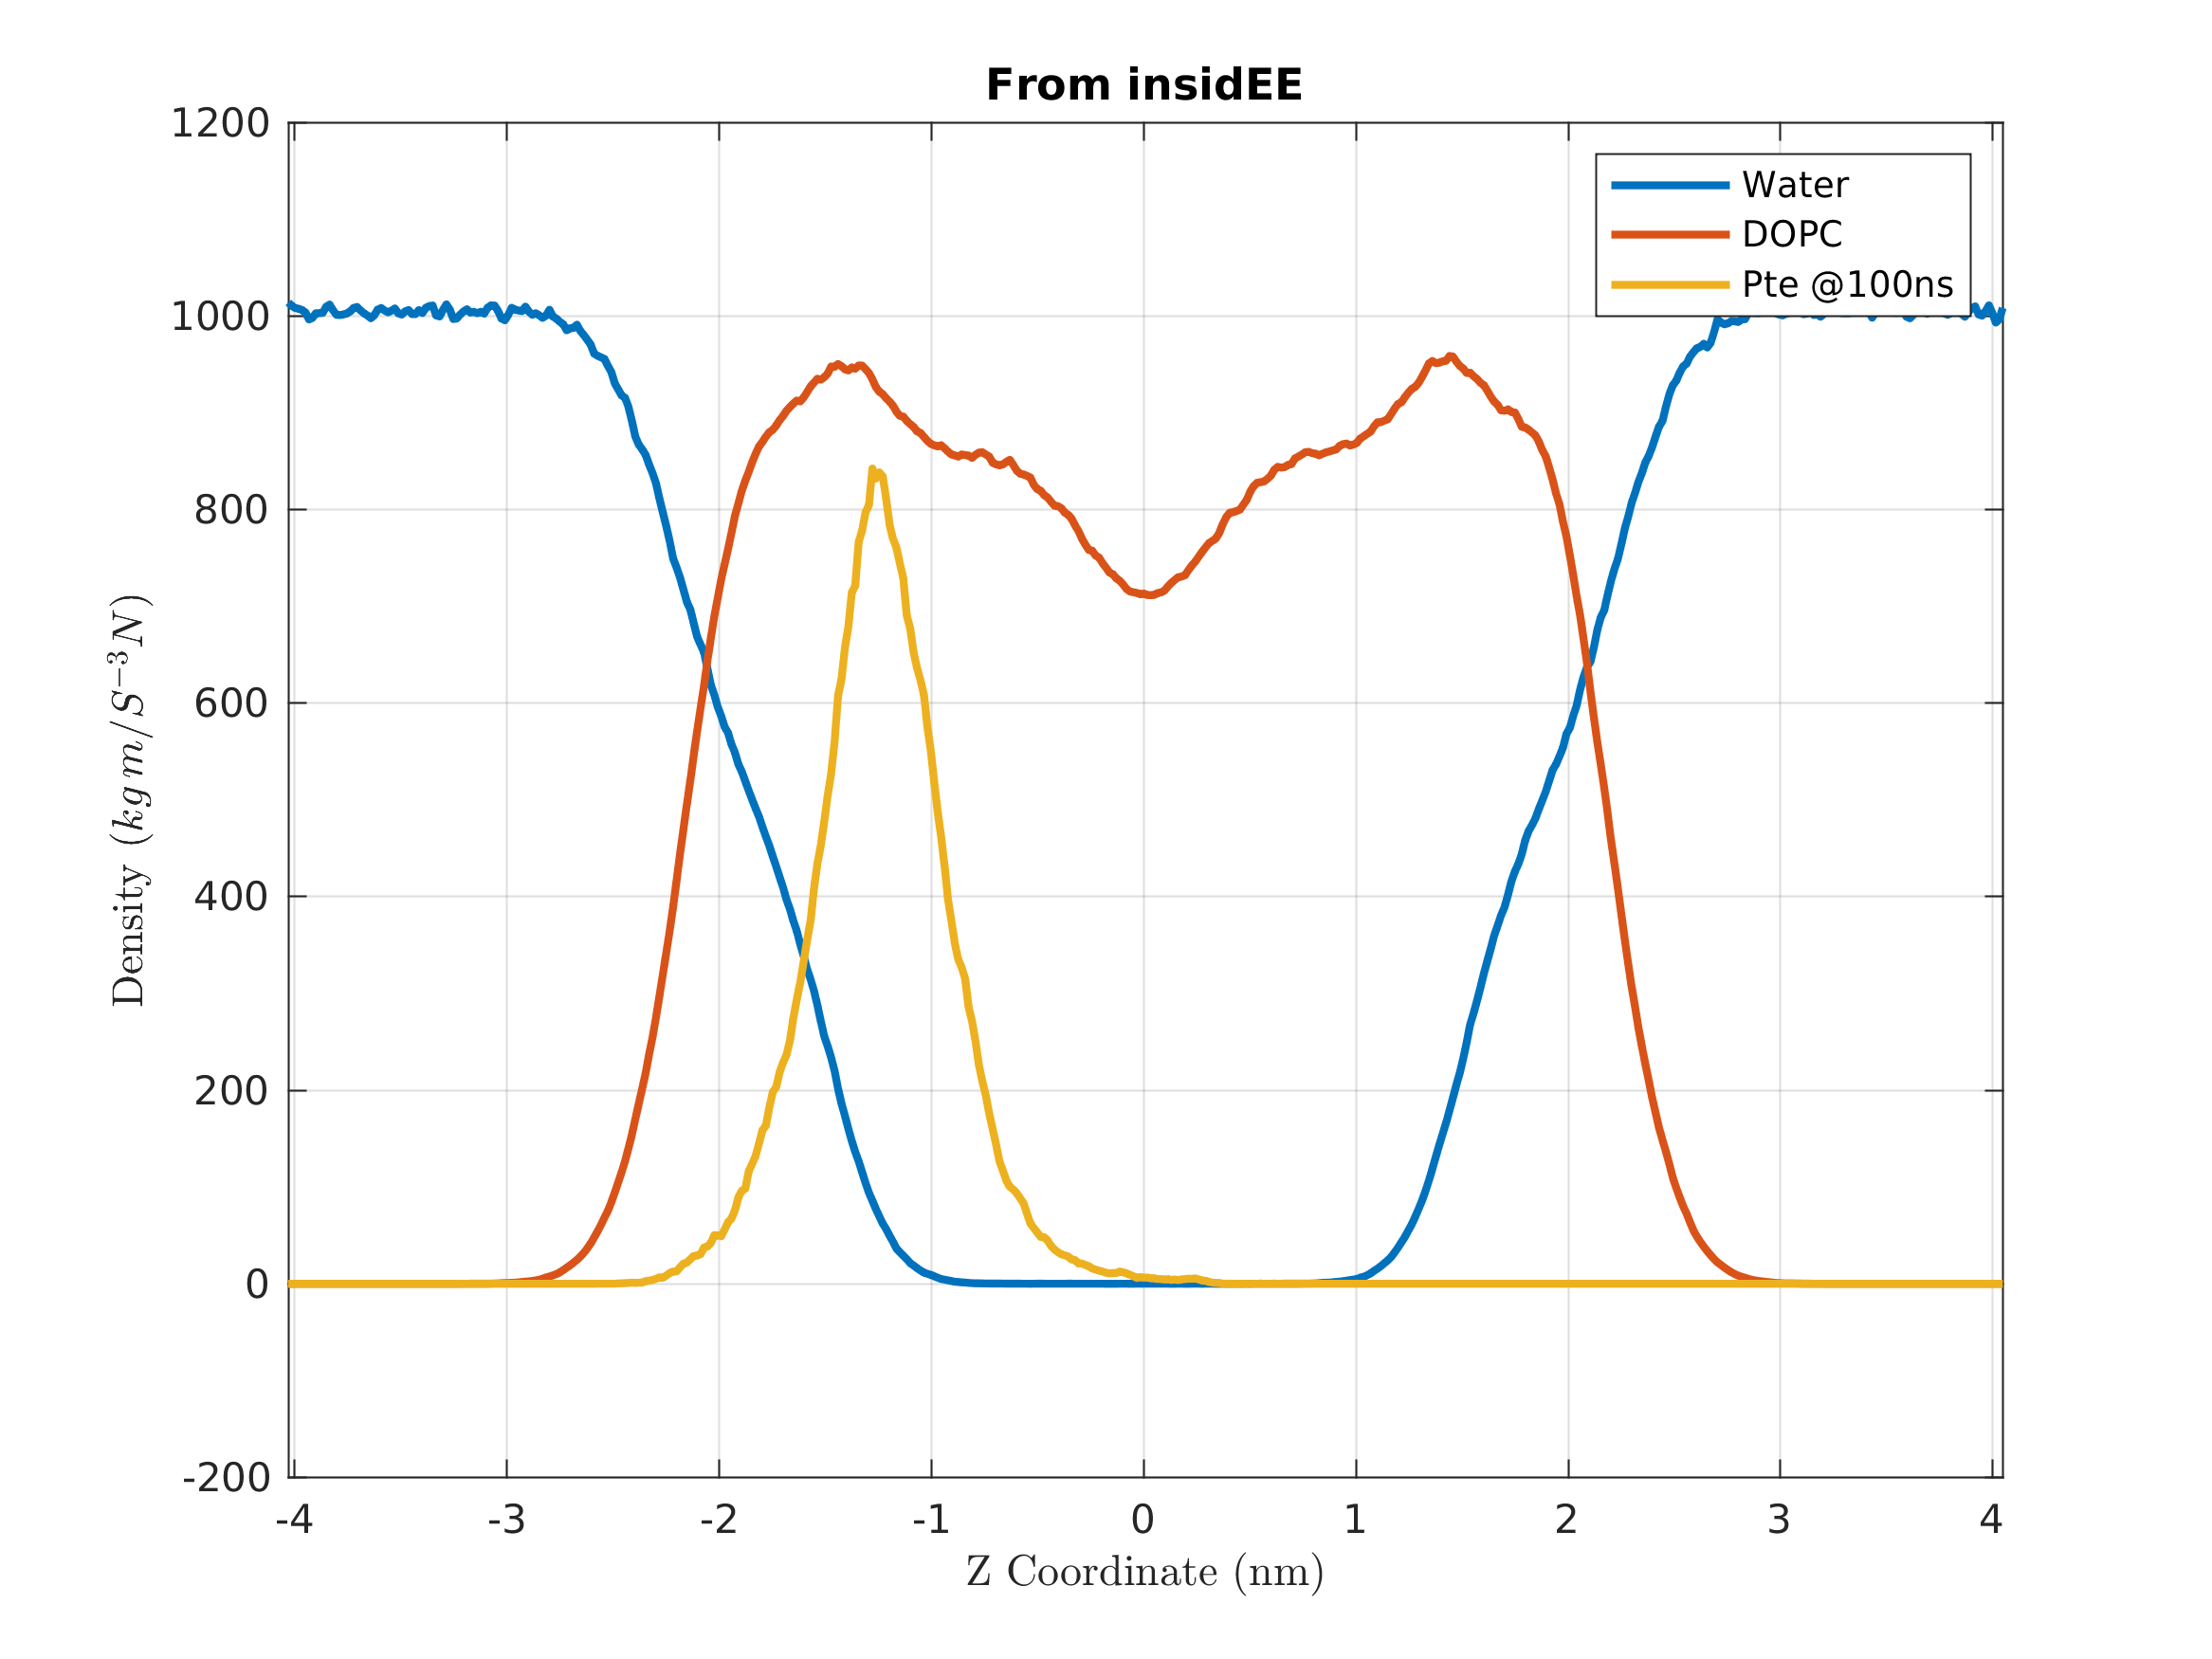 From insidEE
1200
1000
800
600
400
200
0
-200
Density (kg m/S⁻³N)
Water
DOPC
Pte @100ns
-4 -3 -2 -1 0 1 2 3 4
Z Coordinate (nm)